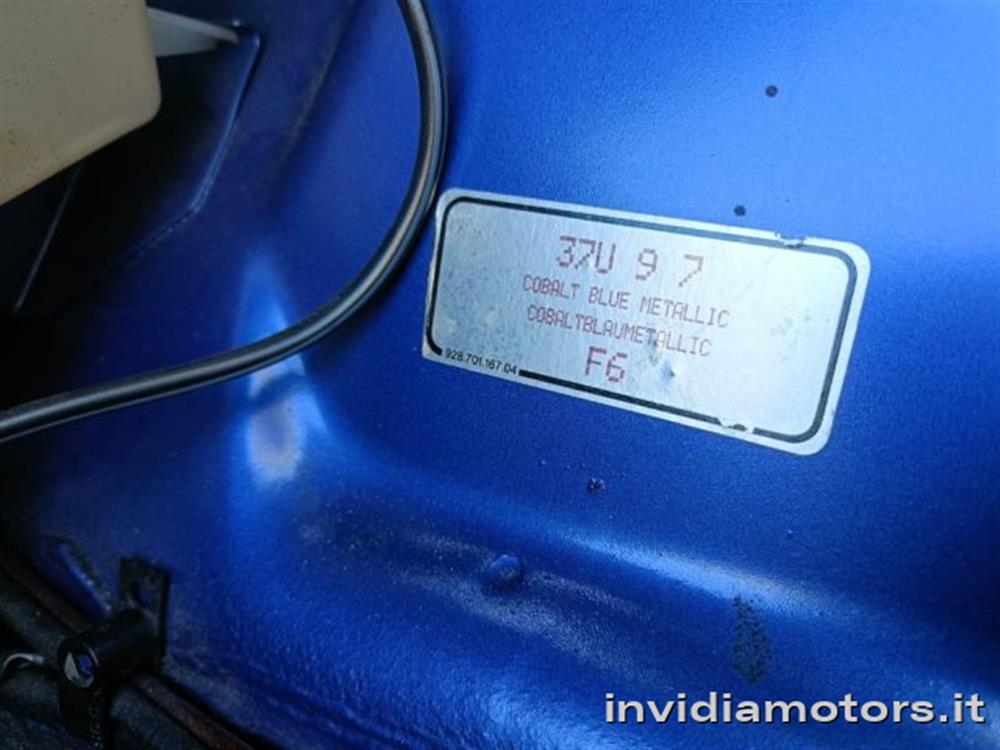 37U 9 7
COBALT BLUE METALLIC
COBALTBLAUMETALLIC
F6
928.701.167.04
invidiamotors.it